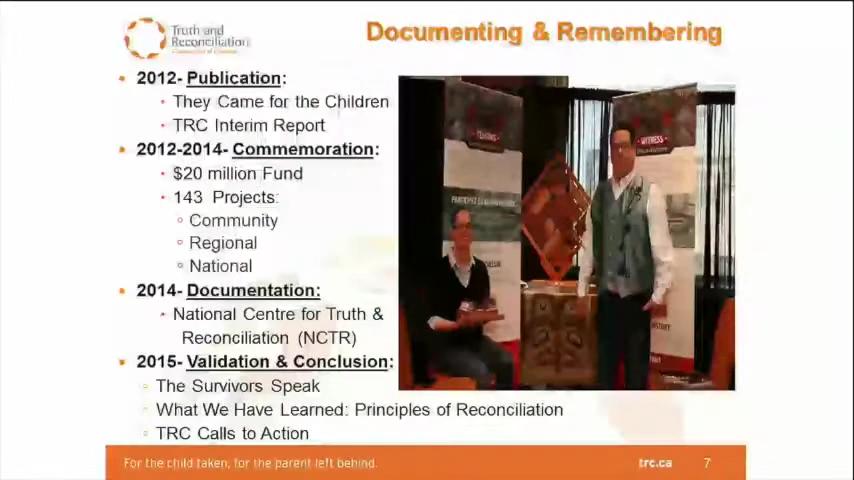 Truth and
Reconciliation
Documenting & Remembering
• 2012- Publication:
• They Came for the Children
• TRC Interim Report
• 2012-2014- Commemoration:
• $20 million Fund
• 143 Projects:
○ Community
○ Regional
○ National
• 2014- Documentation:
• National Centre for Truth &
Reconciliation (NCTR)
• 2015- Validation & Conclusion:
○ The Survivors Speak
○ What We Have Learned: Principles of Reconciliation
○ TRC Calls to Action
WITNESS
For the child taken, for the parent left behind.
trc.ca
7